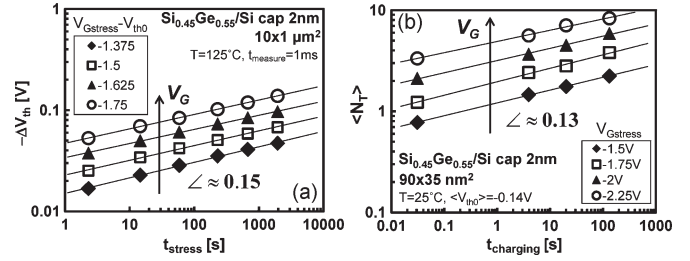 V_Gstress-V_th0
-1.375
-1.5
-1.625
-1.75
Si0.45Ge0.55/Si cap 2nm
10x1 µm²
T=125°C, t_measure=1ms
V_G
∠≈0.15
(a)
-ΔV_th [V]
1
0.1
0.01
1 10 100 1000 10000
t_stress [s]
(b)
V_G
∠≈0.13
Si0.45Ge0.55/Si cap 2nm
90x35 nm²
T=25°C, <V_th0>=-0.14V
V_Gstress
-1.5V
-1.75V
-2V
-2.25V
<N_T>
10
1
0.1
0.01 0.1 1 10 100 1000
t_charging [s]